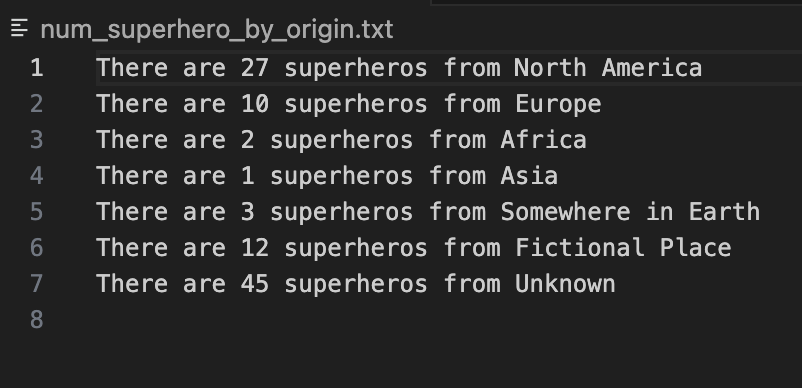 num_superhero_by_origin.txt
1 There are 27 superheros from North America
2 There are 10 superheros from Europe
3 There are 2 superheros from Africa
4 There are 1 superheros from Asia
5 There are 3 superheros from Somewhere in Earth
6 There are 12 superheros from Fictional Place
7 There are 45 superheros from Unknown
8